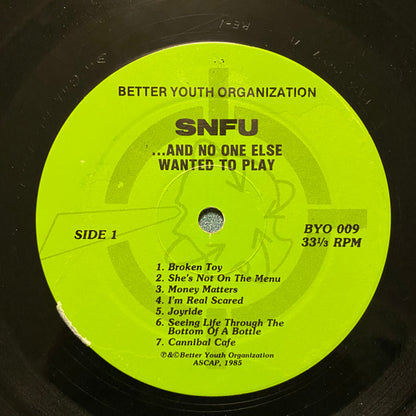 BETTER YOUTH ORGANIZATION
SNFU
...AND NO ONE ELSE
WANTED TO PLAY
SIDE 1
BYO 009
33⅓ RPM
1. Broken Toy
2. She's Not On The Menu
3. Money Matters
4. I'm Real Scared
5. Joyride
6. Seeing Life Through The
Bottom Of A Bottle
7. Cannibal Cafe
℗&©Better Youth Organization
ASCAP, 1985